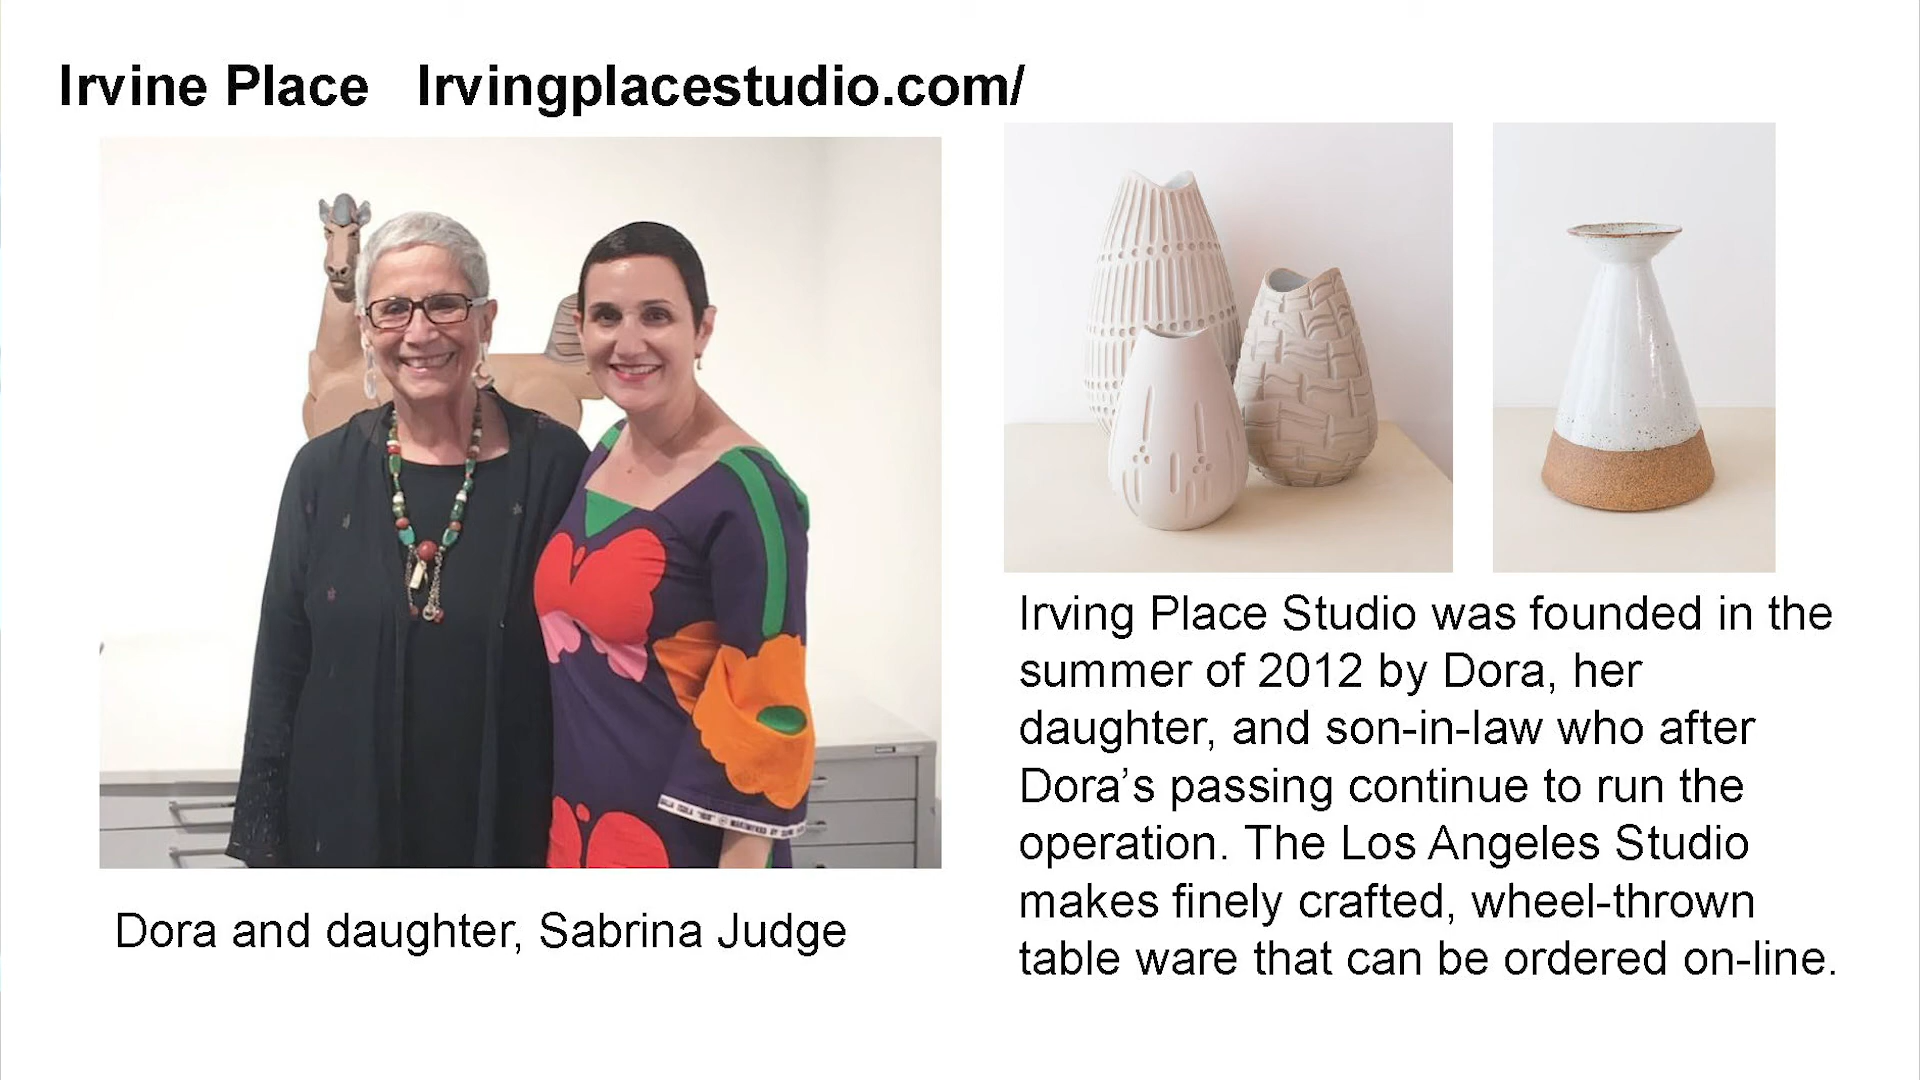 Irvine Place Irvingplacestudio.com/
Dora and daughter, Sabrina Judge
Irving Place Studio was founded in the
summer of 2012 by Dora, her
daughter, and son-in-law who after
Dora’s passing continue to run the
operation. The Los Angeles Studio
makes finely crafted, wheel-thrown
table ware that can be ordered on-line.